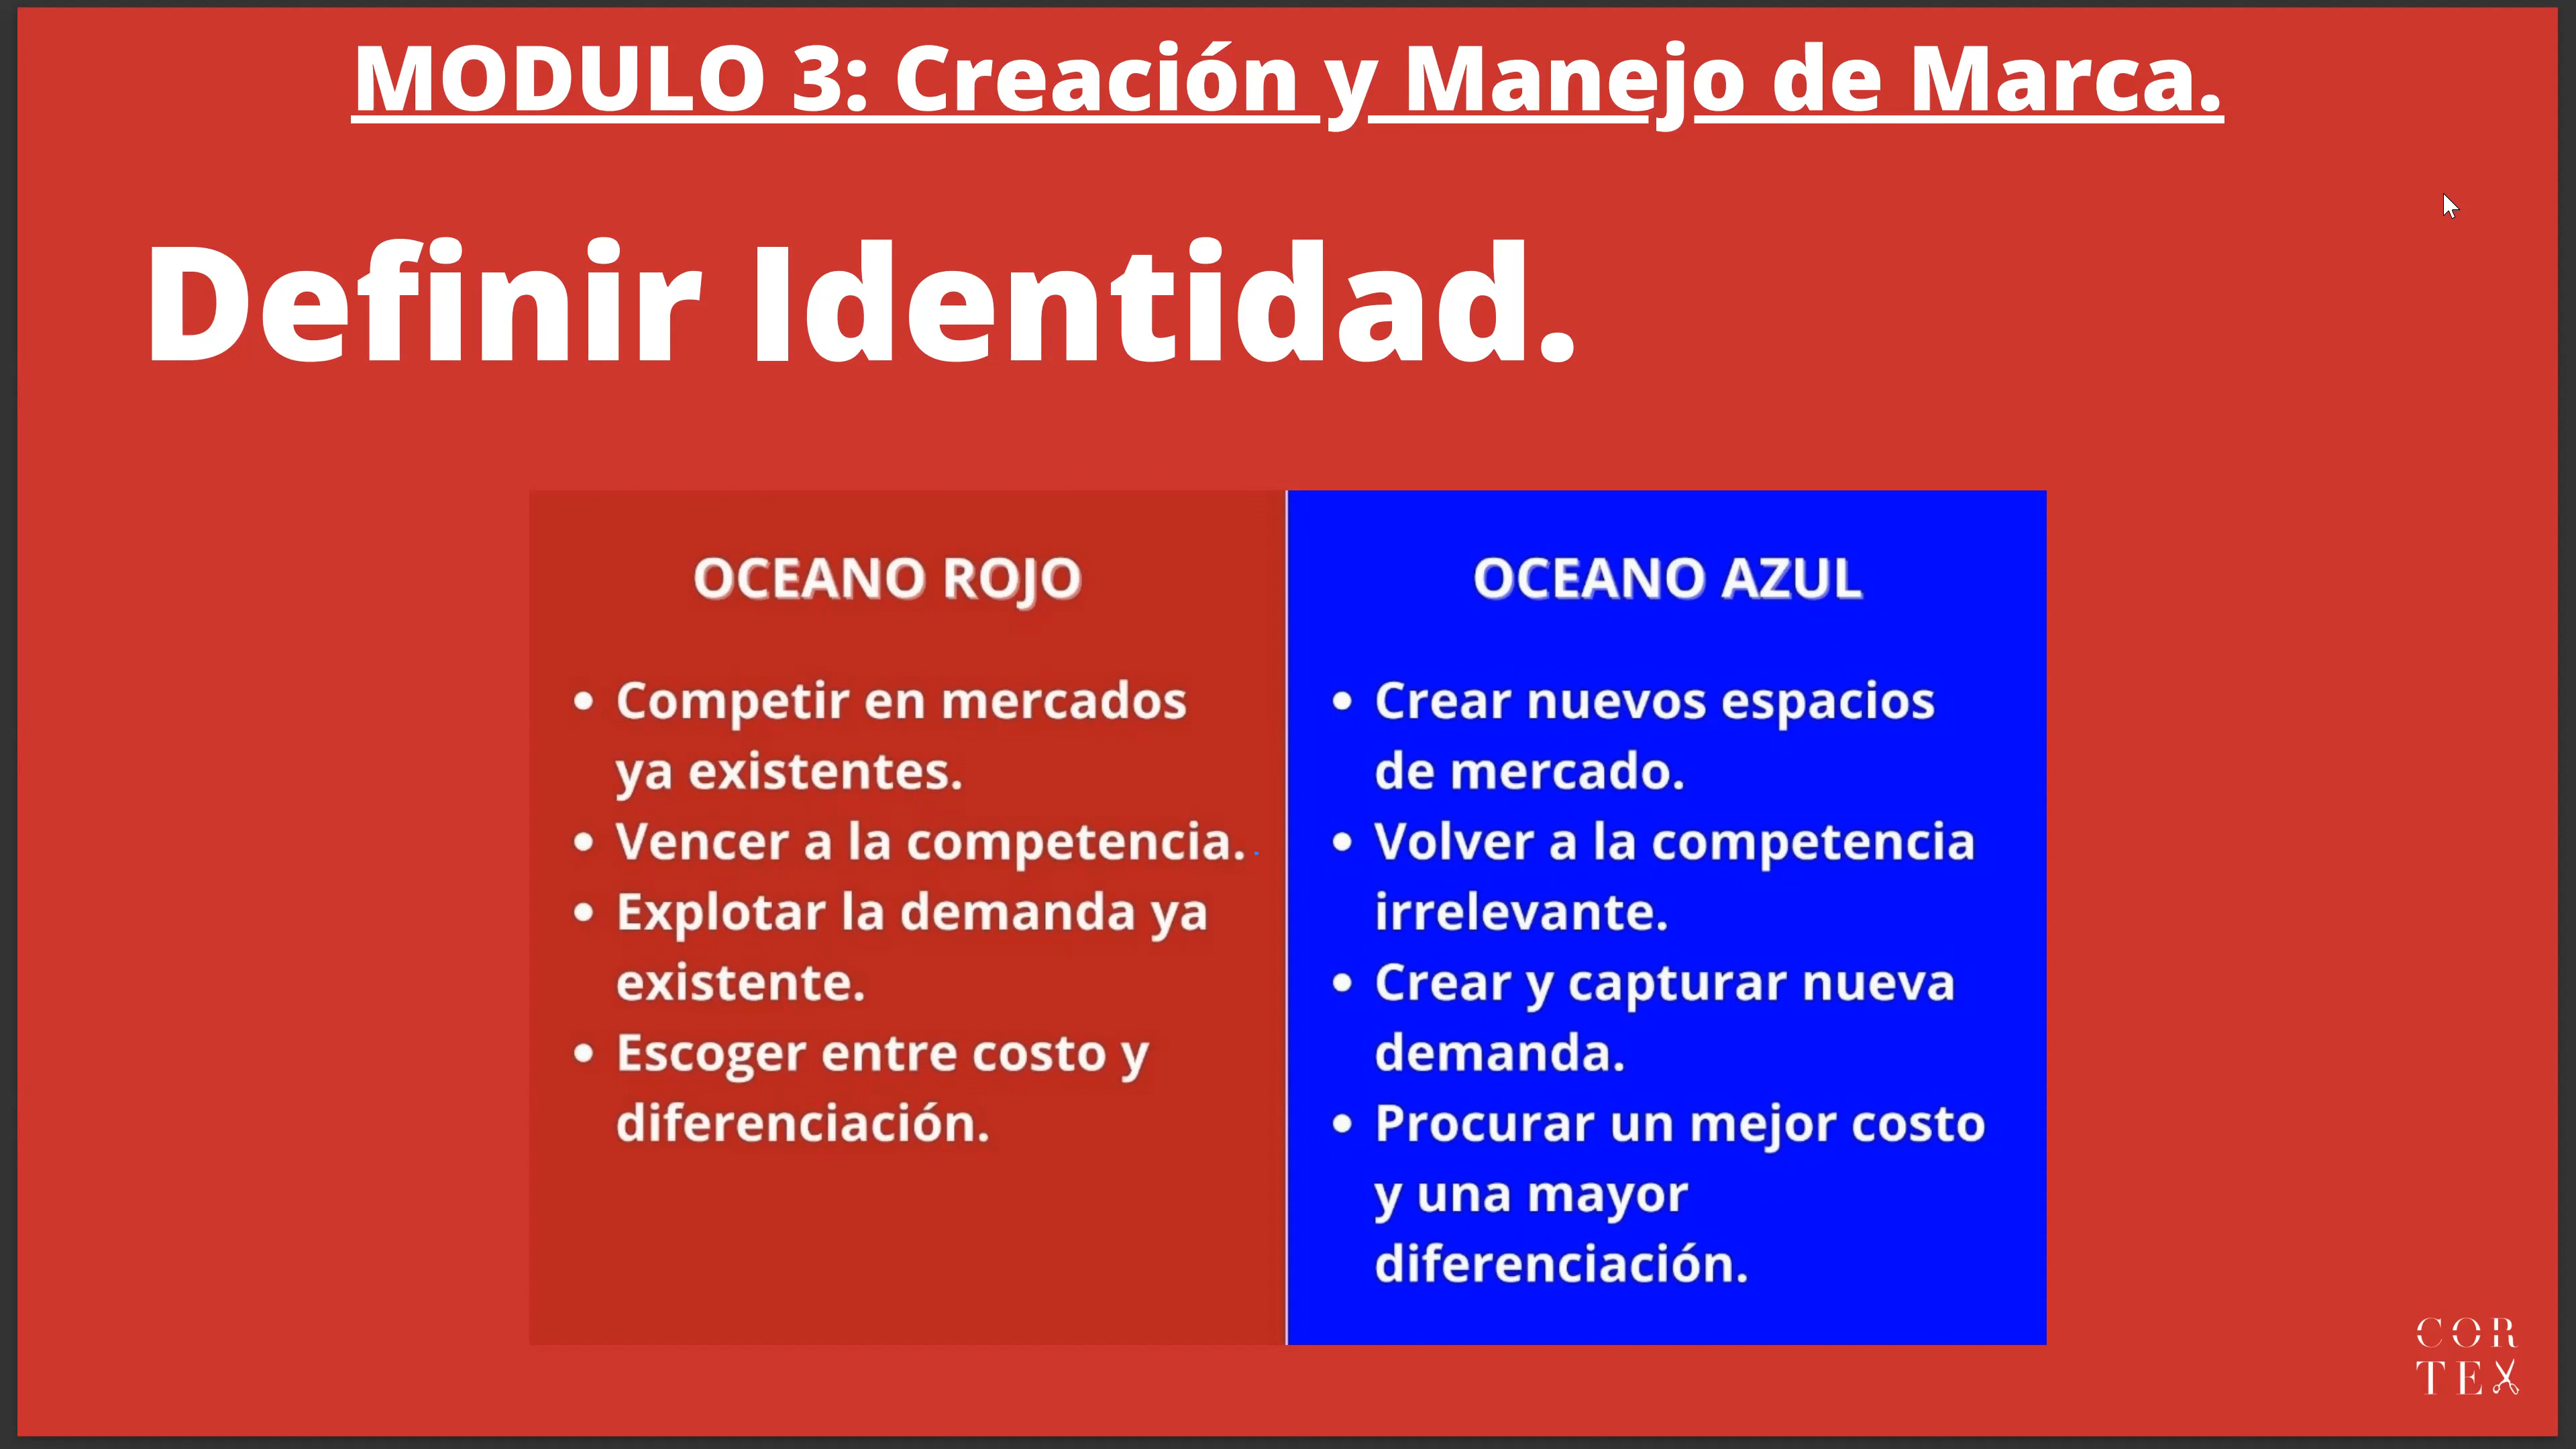 MODULO 3: Creación y Manejo de Marca.
Definir Identidad.
OCEANO ROJO
• Competir en mercados
ya existentes.
• Vencer a la competencia.
• Explotar la demanda ya
existente.
• Escoger entre costo y
diferenciación.
OCEANO AZUL
• Crear nuevos espacios
de mercado.
• Volver a la competencia
irrelevante.
• Crear y capturar nueva
demanda.
• Procurar un mejor costo
y una mayor
diferenciación.
COR
TEX